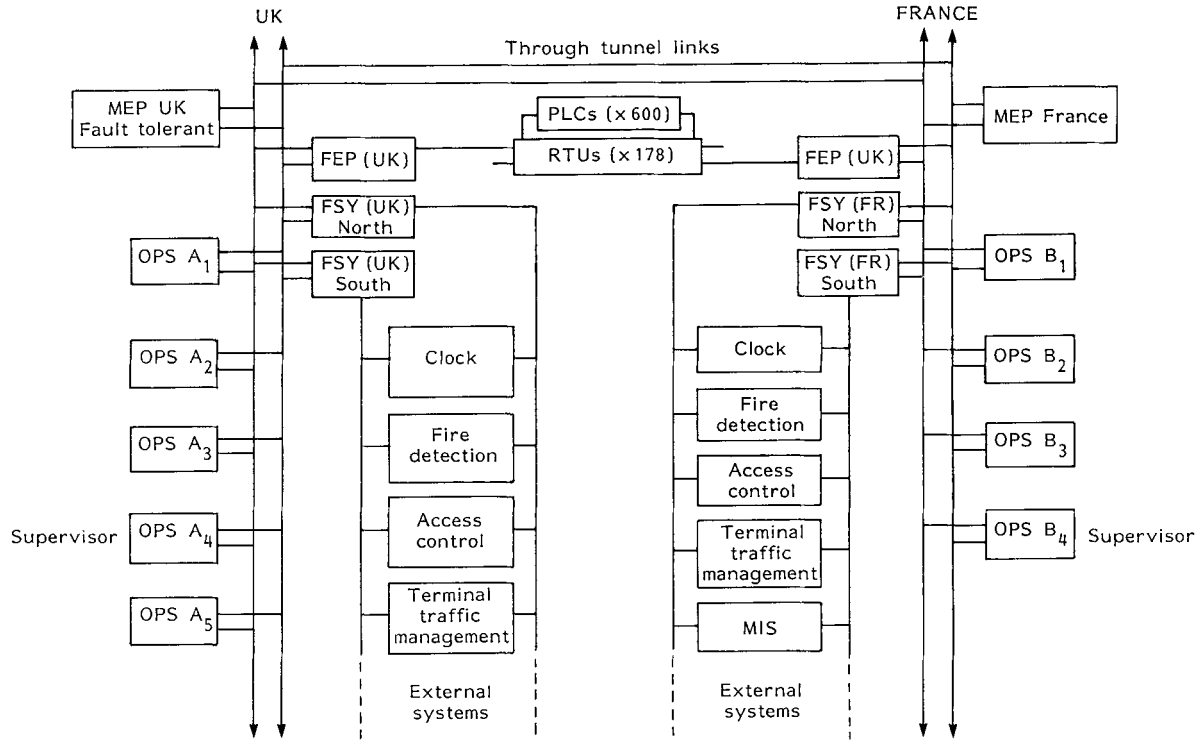 UK
FRANCE
Through tunnel links
MEP UK
Fault tolerant
PLCs (x 600)
MEP France
FEP (UK)
RTUs (x 178)
FEP (UK)
FSY (UK)
North
FSY (FR)
North
OPS A1
FSY (UK)
South
FSY (FR)
South
OPS B1
OPS A2
Clock
Clock
OPS B2
OPS A3
Fire
detection
Fire
detection
OPS B3
Access
control
Supervisor
OPS A4
Access
control
Terminal
traffic
management
OPS B4
Supervisor
OPS A5
Terminal
traffic
management
MIS
External
systems
External
systems